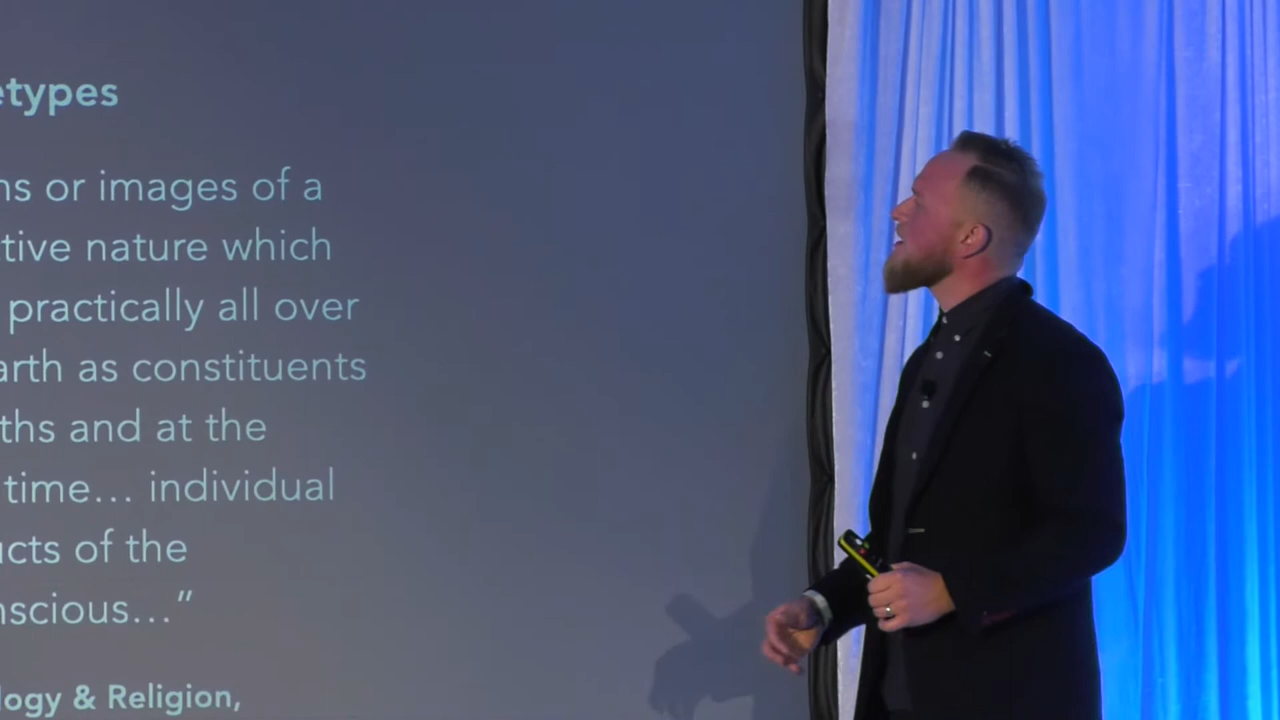 etypes
ns or images of a
tive nature which
practically all over
arth as constituents
ths and at the
time... individual
ucts of the
nscious..."
logy & Religion,